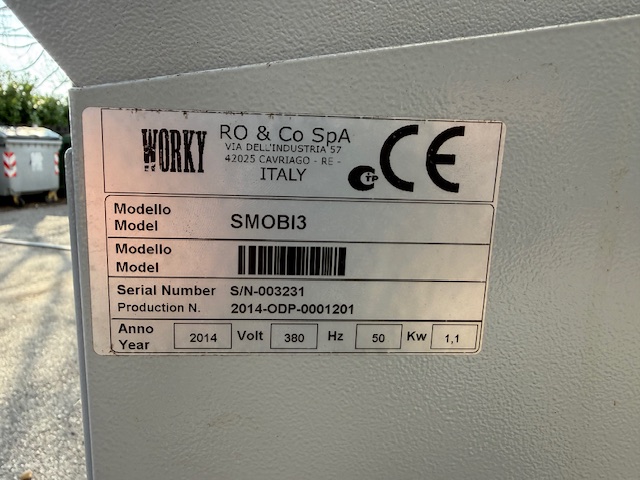 WORKY
RO & Co SpA
VIA DELL'INDUSTRIA 57
42025 CAVRIAGO - RE -
ITALY
CTP CE
Modello
Model SMOBI3
Modello
Model
Serial Number S/N-003231
Production N. 2014-ODP-0001201
Anno
Year 2014 Volt 380 Hz 50 Kw 1,1